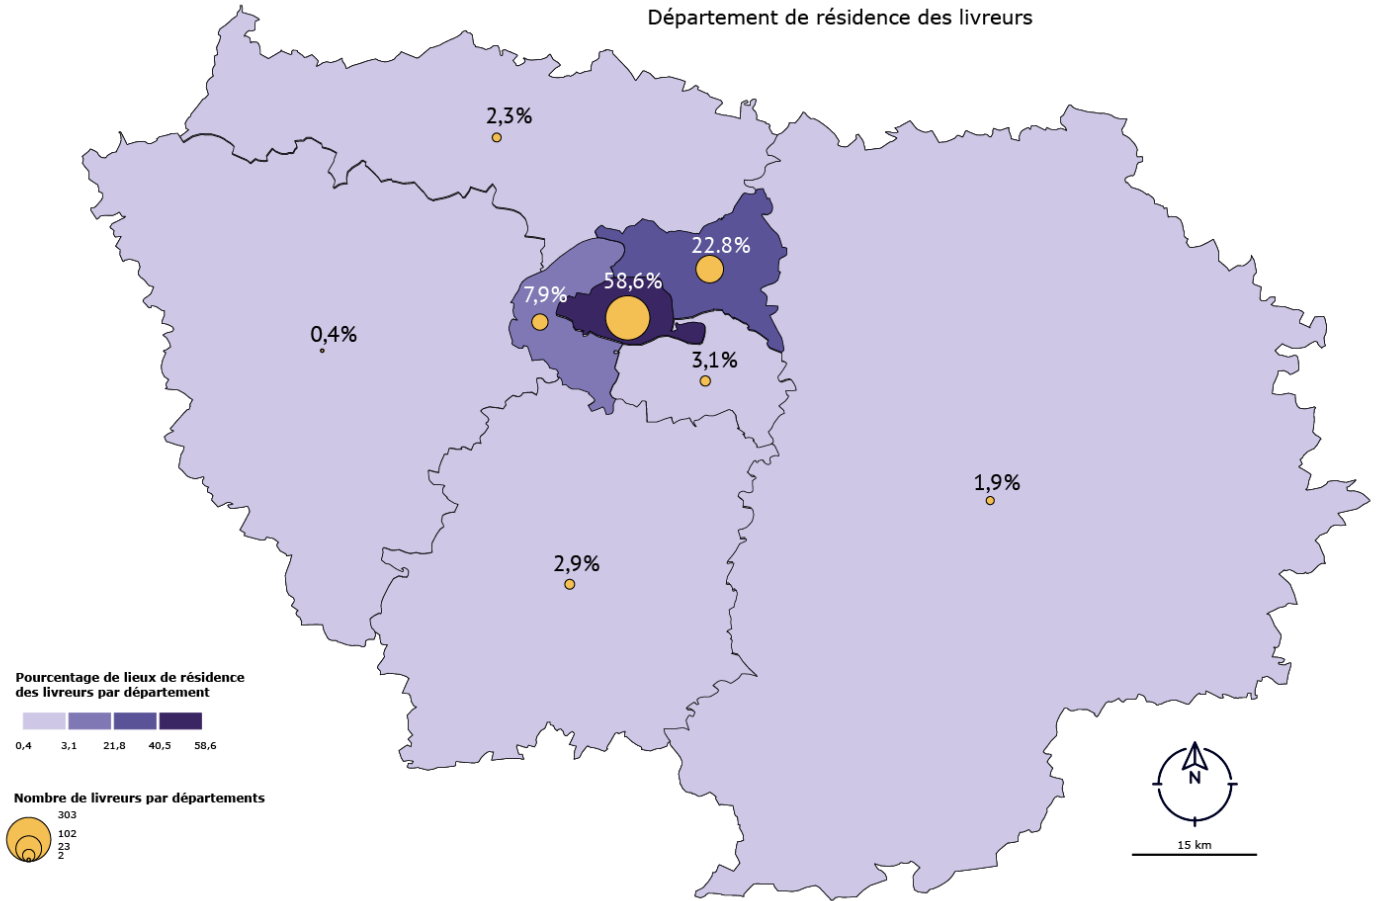 Département de résidence des livreurs
2,3%
22.8%
58,6%
7,9%
0,4%
3,1%
1,9%
2,9%
Pourcentage de lieux de résidence
des livreurs par département
0,4 3,1 21,8 40,5 58,6
Nombre de livreurs par départements
303
102
23
2
N
15 km